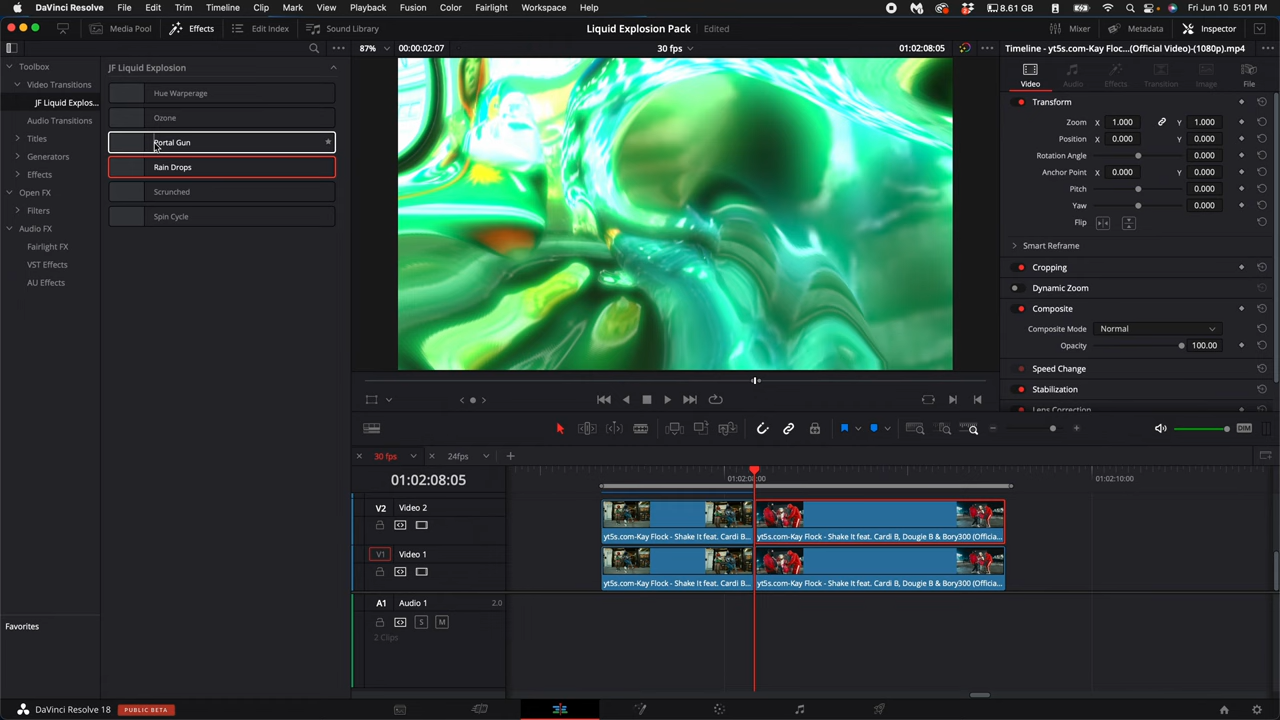 DaVinci Resolve File Edit Trim Timeline Clip Mark View Playback Fusion Color Fairlight Workspace Help 8.61 GB Fri Jun 10 5:01 PM
Media Pool Effects Edit Index Sound Library Liquid Explosion Pack Edited Mixer Metadata Inspector
87% 00:00:02:07 30 fps 01:02:08:05 Timeline - yt5s.com-Kay Floc...(Official Video)-(1080p).mp4
Toolbox
Video Transitions
JF Liquid Explos...
Audio Transitions
Titles
Generators
Effects
Open FX
Filters
Audio FX
Fairlight FX
VST Effects
AU Effects
Favorites
JF Liquid Explosion
Hue Warperage
Ozone
Portal Gun
Rain Drops
Scrunched
Spin Cycle
Video Audio Effects Transition Image File
Transform
Zoom X 1.000 Y 1.000
Position X 0.000 Y 0.000
Rotation Angle 0.000
Anchor Point X 0.000 Y 0.000
Pitch 0.000
Yaw 0.000
Flip
Smart Reframe
Cropping
Dynamic Zoom
Composite
Composite Mode Normal
Opacity 100.00
Speed Change
Stabilization
Lens Correction
DIM
30 fps 24fps
01:02:08:05 01:02:08:00 01:02:10:00
V2 Video 2
yt5s.com-Kay Flock - Shake It feat. Cardi B... yt5s.com-Kay Flock - Shake It feat. Cardi B, Dougie B & Bory300 (Officia...
V1 Video 1
yt5s.com-Kay Flock - Shake It feat. Cardi B... yt5s.com-Kay Flock - Shake It feat. Cardi B, Dougie B & Bory300 (Officia...
A1 Audio 1 2.0
S M
2 Clips
DaVinci Resolve 18 PUBLIC BETA